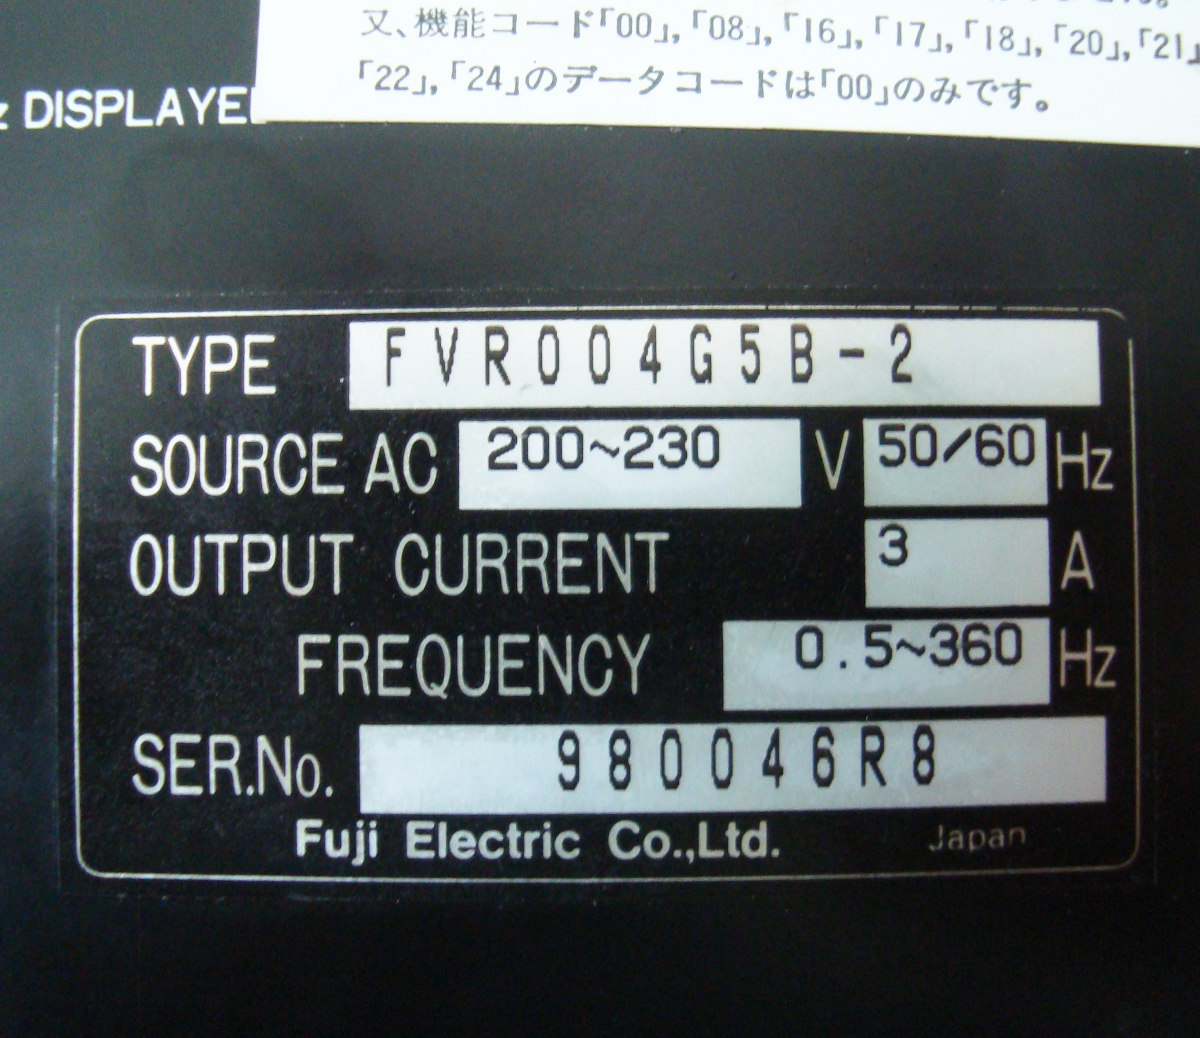 又、機能コード「00」,「08」,「16」,「17」,「18」,「20」,「21」
「22」,「24」のデータコードは「00」のみです。
z DISPLAYE
TYPE FVR004G5B-2
SOURCE AC 200~230 V 50/60 Hz
OUTPUT CURRENT 3 A
FREQUENCY 0.5~360 Hz
SER.No. 980046R8
Fuji Electric Co.,Ltd. Japan